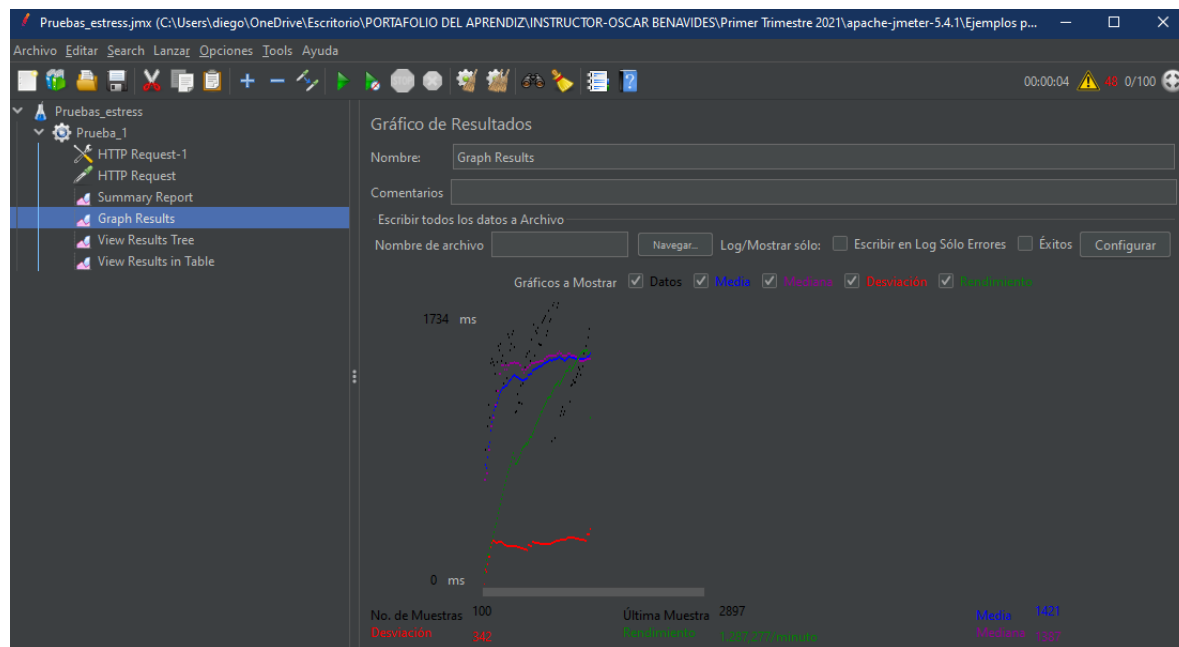 Pruebas_estress.jmx (C:\Users\diego\OneDrive\Escritorio\PORTAFOLIO DEL APRENDIZ\INSTRUCTOR-OSCAR BENAVIDES\Primer Trimestre 2021\apache-jmeter-5.4.1\Ejemplos p...
Archivo Editar Search Lanzar Opciones Tools Ayuda
00:00:04 48 0/100
Pruebas_estress
Prueba_1
HTTP Request-1
HTTP Request
Summary Report
Graph Results
View Results Tree
View Results in Table
Gráfico de Resultados
Nombre: Graph Results
Comentarios
Escribir todos los datos a Archivo
Nombre de archivo Navegar... Log/Mostrar sólo: Escribir en Log Sólo Errores Éxitos Configurar
Gráficos a Mostrar Datos Media Mediana Desviación Rendimiento
1734 ms
0 ms
No. de Muestras 100 Última Muestra 2897 Media 1421
Desviación 342 Rendimiento 1,287,277/minuto Mediana